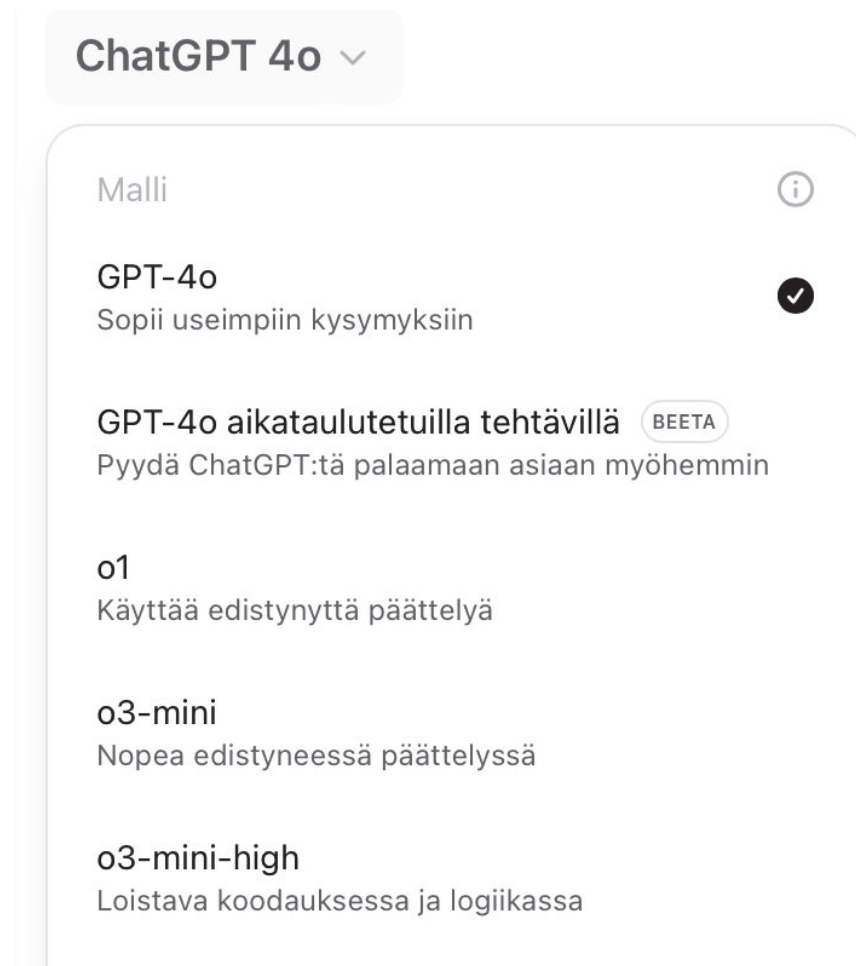 ChatGPT 4o
Malli
GPT-4o
Sopii useimpiin kysymyksiin
GPT-4o aikataulutetuilla tehtävillä BEETA
Pyydä ChatGPT:tä palaamaan asiaan myöhemmin
o1
Käyttää edistynyttä päättelyä
o3-mini
Nopea edistyneessä päättelyssä
o3-mini-high
Loistava koodauksessa ja logiikassa